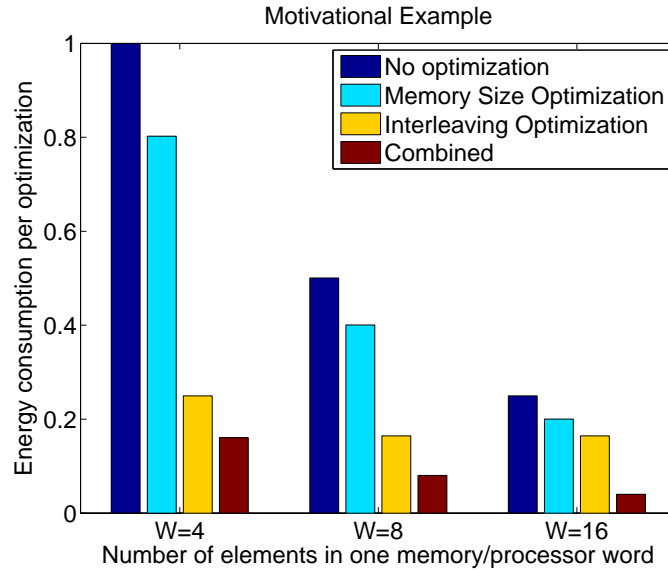 Motivational Example
Energy consumption per optimization
1
0.8
0.6
0.4
0.2
0
No optimization
Memory Size Optimization
Interleaving Optimization
Combined
W=4 W=8 W=16
Number of elements in one memory/processor word